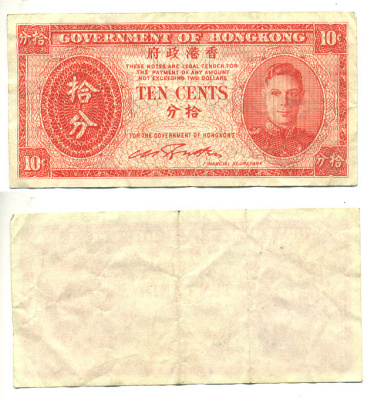 分拾 GOVERNMENT OF HONGKONG 10¢
府政港香
THESE NOTES ARE LEGAL TENDER FOR
THE PAYMENT OF ANY AMOUNT
NOT EXCEEDING TWO DOLLARS
TEN CENTS
分拾
拾分
FOR THE GOVERNMENT OF HONGKONG
FINANCIAL SECRETARY
10¢ 分拾